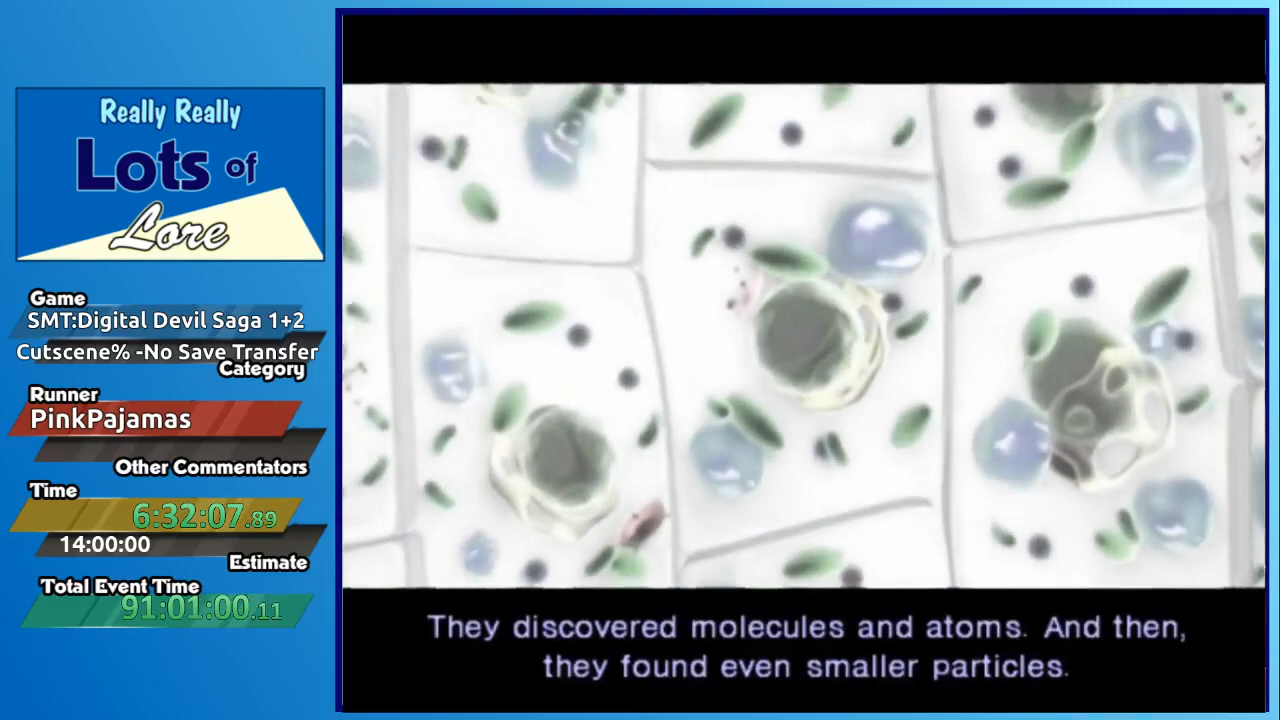 Really Really
Lots of
Lore
Game
SMT:Digital Devil Saga 1+2
Cutscene% -No Save Transfer
Category
Runner
PinkPajamas
Other Commentators
Time
6:32:07.89
14:00:00
Estimate
Total Event Time
91:01:00.11
They discovered molecules and atoms. And then,
they found even smaller particles.